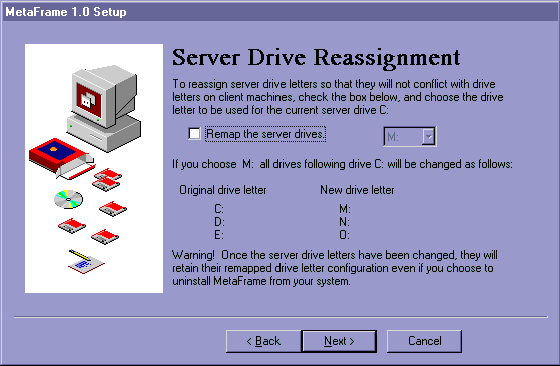 MetaFrame 1.0 Setup
Server Drive Reassignment
To reassign server drive letters so that they will not conflict with drive
letters on client machines, check the box below, and choose the drive
letter to be used for the current server drive C:
Remap the server drives. M:
If you choose M: all drives following drive C: will be changed as follows:
Original drive letter New drive letter
C: M:
D: N:
E: O:
Warning! Once the server drive letters have been changed, they will
retain their remapped drive letter configuration even if you choose to
uninstall MetaFrame from your system.
< Back Next > Cancel